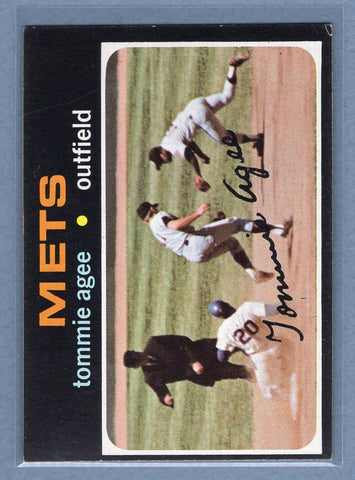 METS
tommie agee • outfield
Tommie Agee
20